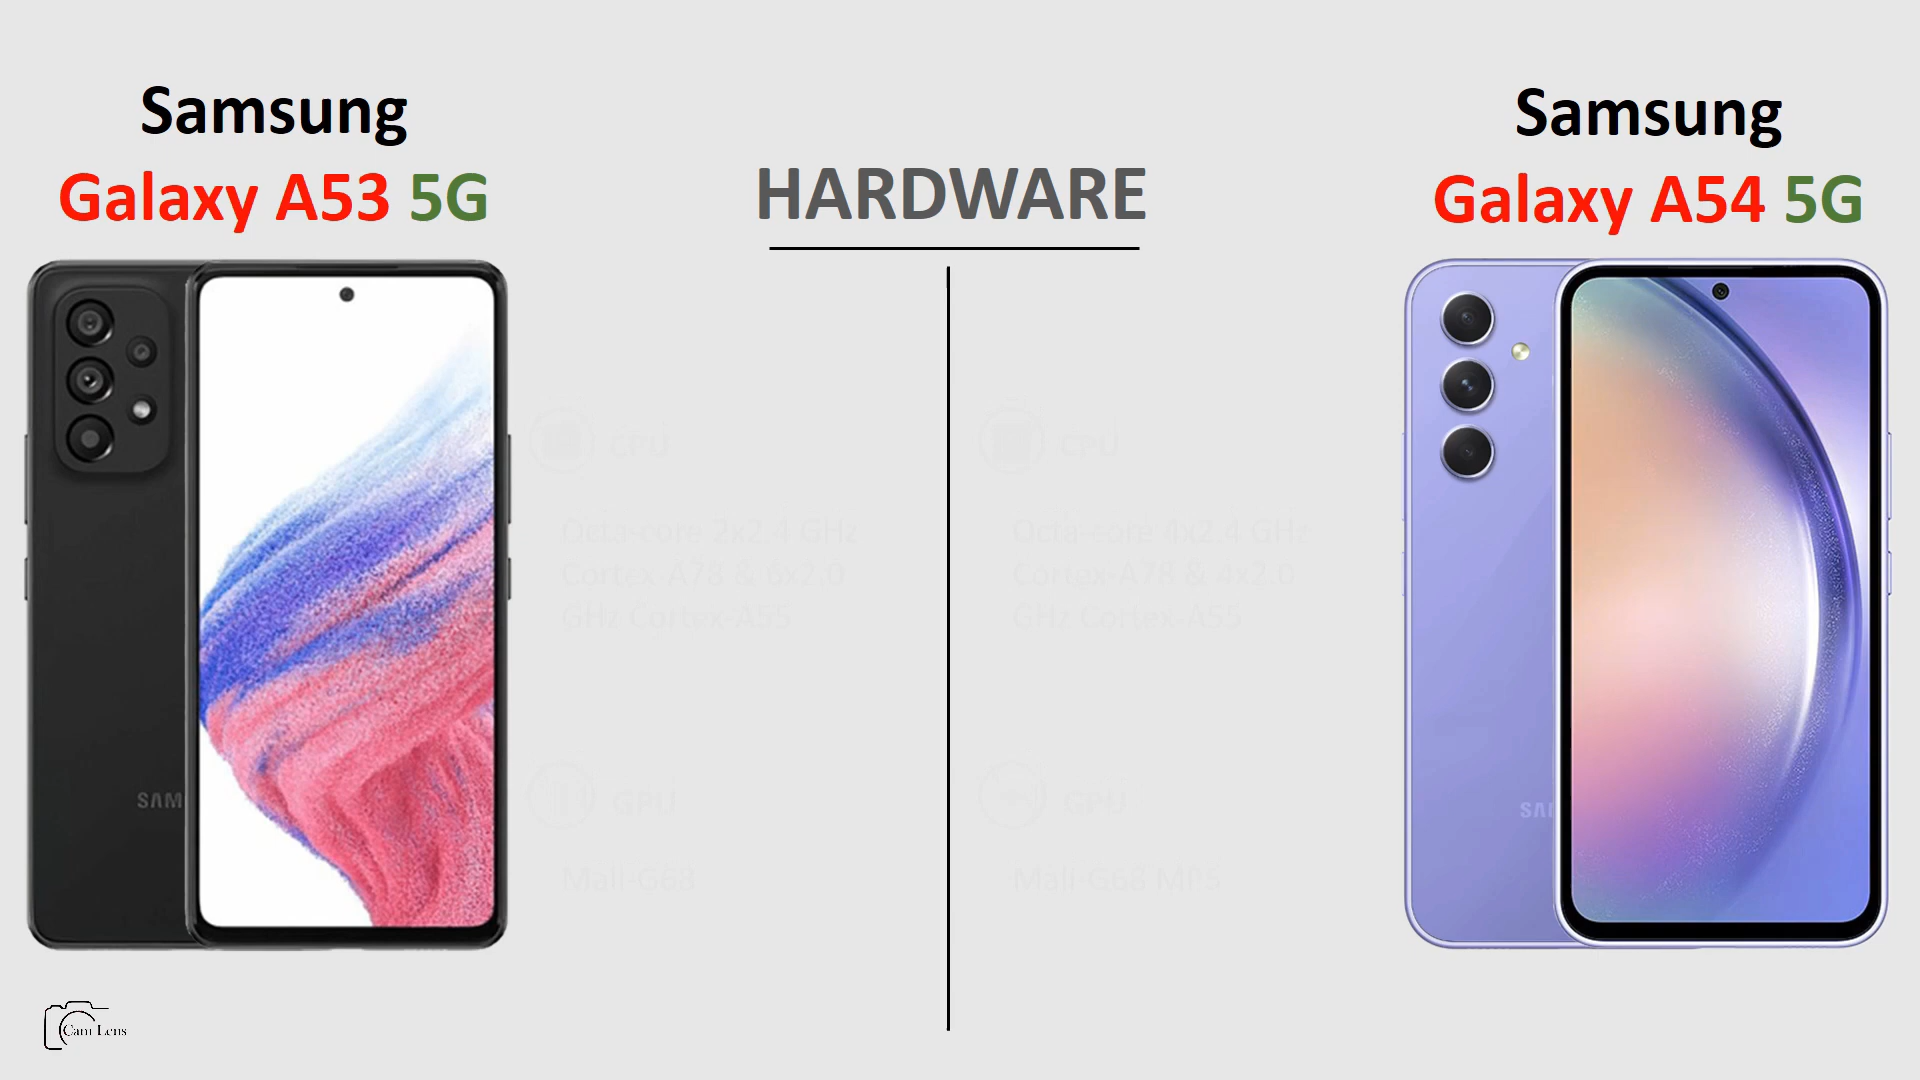 Samsung
Galaxy A53 5G
HARDWARE
Samsung
Galaxy A54 5G
CPU
Octa-core 2x2.4 GHz
Cortex-A78 & 6x2.0
GHz Cortex-A55
GPU
Mali-G68
CPU
Octa-core 4x2.4 GHz
Cortex-A78 & 4x2.0
GHz Cortex-A55
GPU
Mali-G68 MP5
SAM
SA
Cam Lens